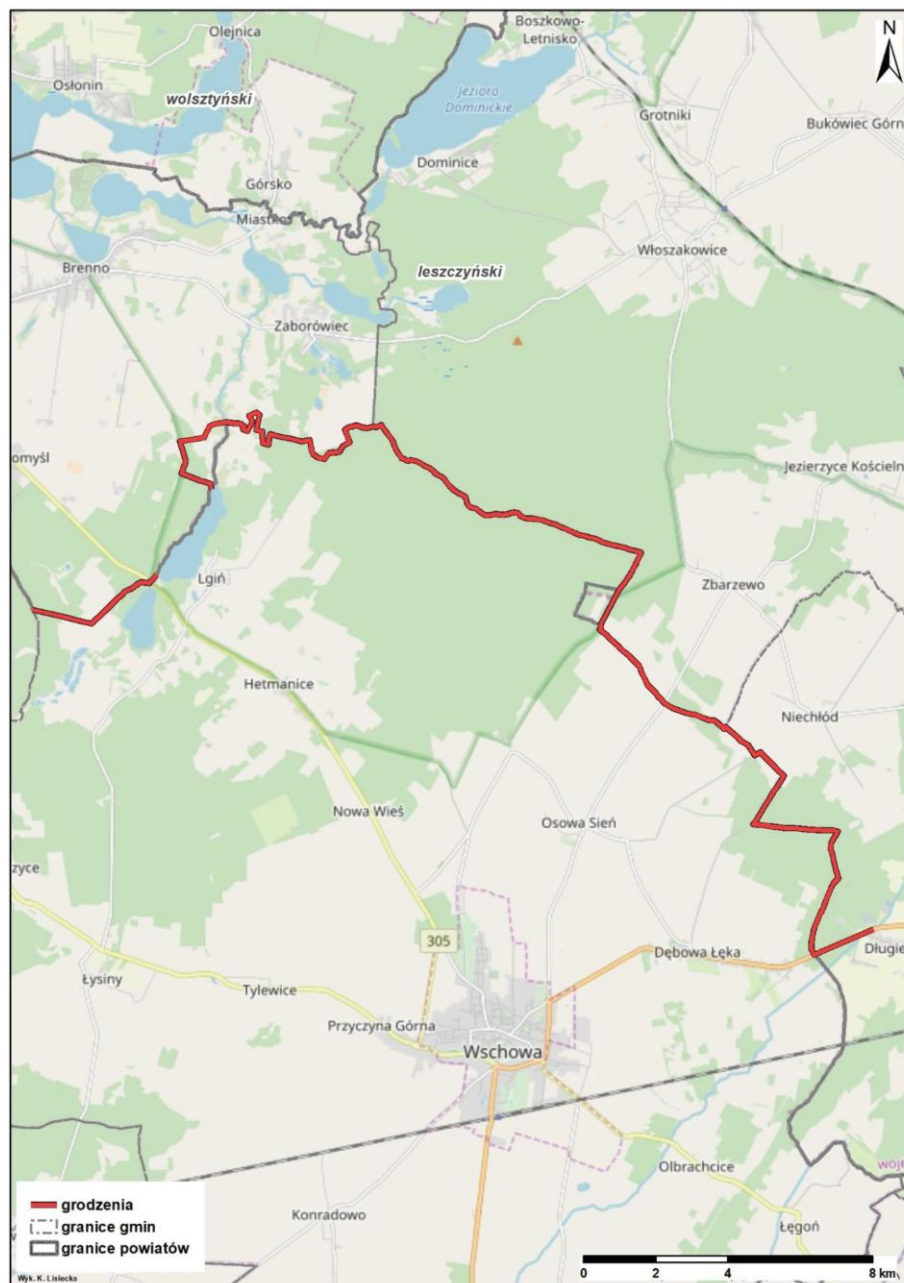 Boszkowo-
Letnisko
Olejnica
N
Osłonin
wolsztyński
Jezioro
Dominickie
Grotniki
Bukówiec Górn
Dominice
Górsko
Miastko
Włoszakowice
Brenno
leszczyński
Zaborówiec
omyśl
Jezierzyce Kościeln
Lgiń
Zbarzewo
Hetmanice
Niechłód
Nowa Wieś
Osowa Sień
zyce
305
Dębowa Łęka
Długie
Łysiny
Tylewice
Przyczyna Górna
Wschowa
Olbrachcice
woje
Konradowo
Łęgoń
grodzenia
granice gmin
granice powiatów
0 2 4 8 km
Wyk. K. Lisiecka